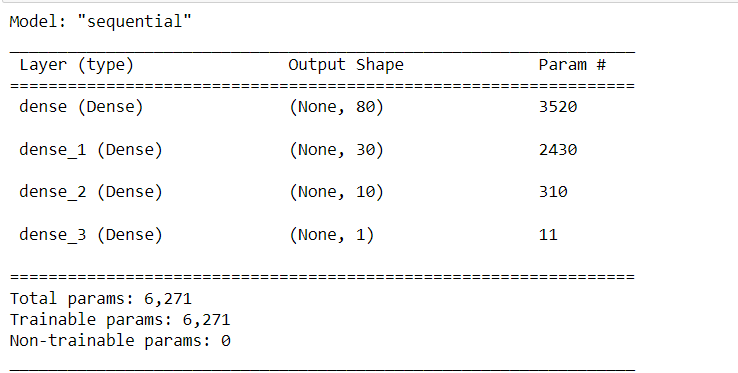 Model: "sequential"
_________________________________________________________________
Layer (type) Output Shape Param #
=================================================================
dense (Dense) (None, 80) 3520
dense_1 (Dense) (None, 30) 2430
dense_2 (Dense) (None, 10) 310
dense_3 (Dense) (None, 1) 11
=================================================================
Total params: 6,271
Trainable params: 6,271
Non-trainable params: 0
_________________________________________________________________